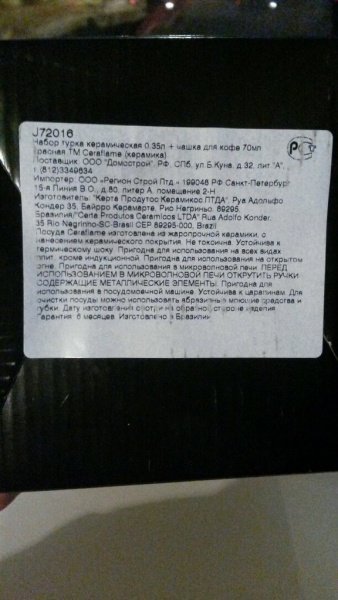 J72016
Набор турка керамическая 0.35л + чашка для кофе 70мл
красная ТМ Ceraflame (керамика)
Поставщик: ООО "Домострой", РФ, СПб, ул.Б.Куна, д.32, лит "А",
т.(812)3349634
Импортер: ООО «Регион Строй Лтд.» 199048 РФ Санкт-Петербург
15-я Линия В.О., д.80, литер А, помещение 2-Н
Изготовитель: "Керта Продутос Керамикос ЛТДА", Руа Адолфо
Кондер 35, Байрро Керамарте, Рио Негриньо, 89295,
Бразилия/"Certa Produtos Ceramicos LTDA" Rua Adolfo Konder,
35 Rio Negrinho-SC-Brasil CEP 89295-000, Brazil
Посуда Ceraflame изготовлена из жаропрочной керамики, с
нанесением керамического покрытия. Не токсична. Устойчива к
термическому шоку. Пригодна для использования на всех видах
плит, кроме индукционной. Пригодна для использования на открытом
огне. Пригодна для использования в микроволновой печи. ПЕРЕД
ИСПОЛЬЗОВАНИЕМ В МИКРОВОЛНОВОЙ ПЕЧИ ОТКРУТИТЬ РУЧКИ
СОДЕРЖАЩИЕ МЕТАЛЛИЧЕСКИЕ ЭЛЕМЕНТЫ. Пригодна для
использования в посудомоечной машине. Устойчива к царапинам. Для
очистки посуды можно использовать абразивные моющие средства и
губки. Дату изготовления смотри на обратной стороне изделия.
Гарантия: 6 месяцев. Изготовлено в Бразилии.